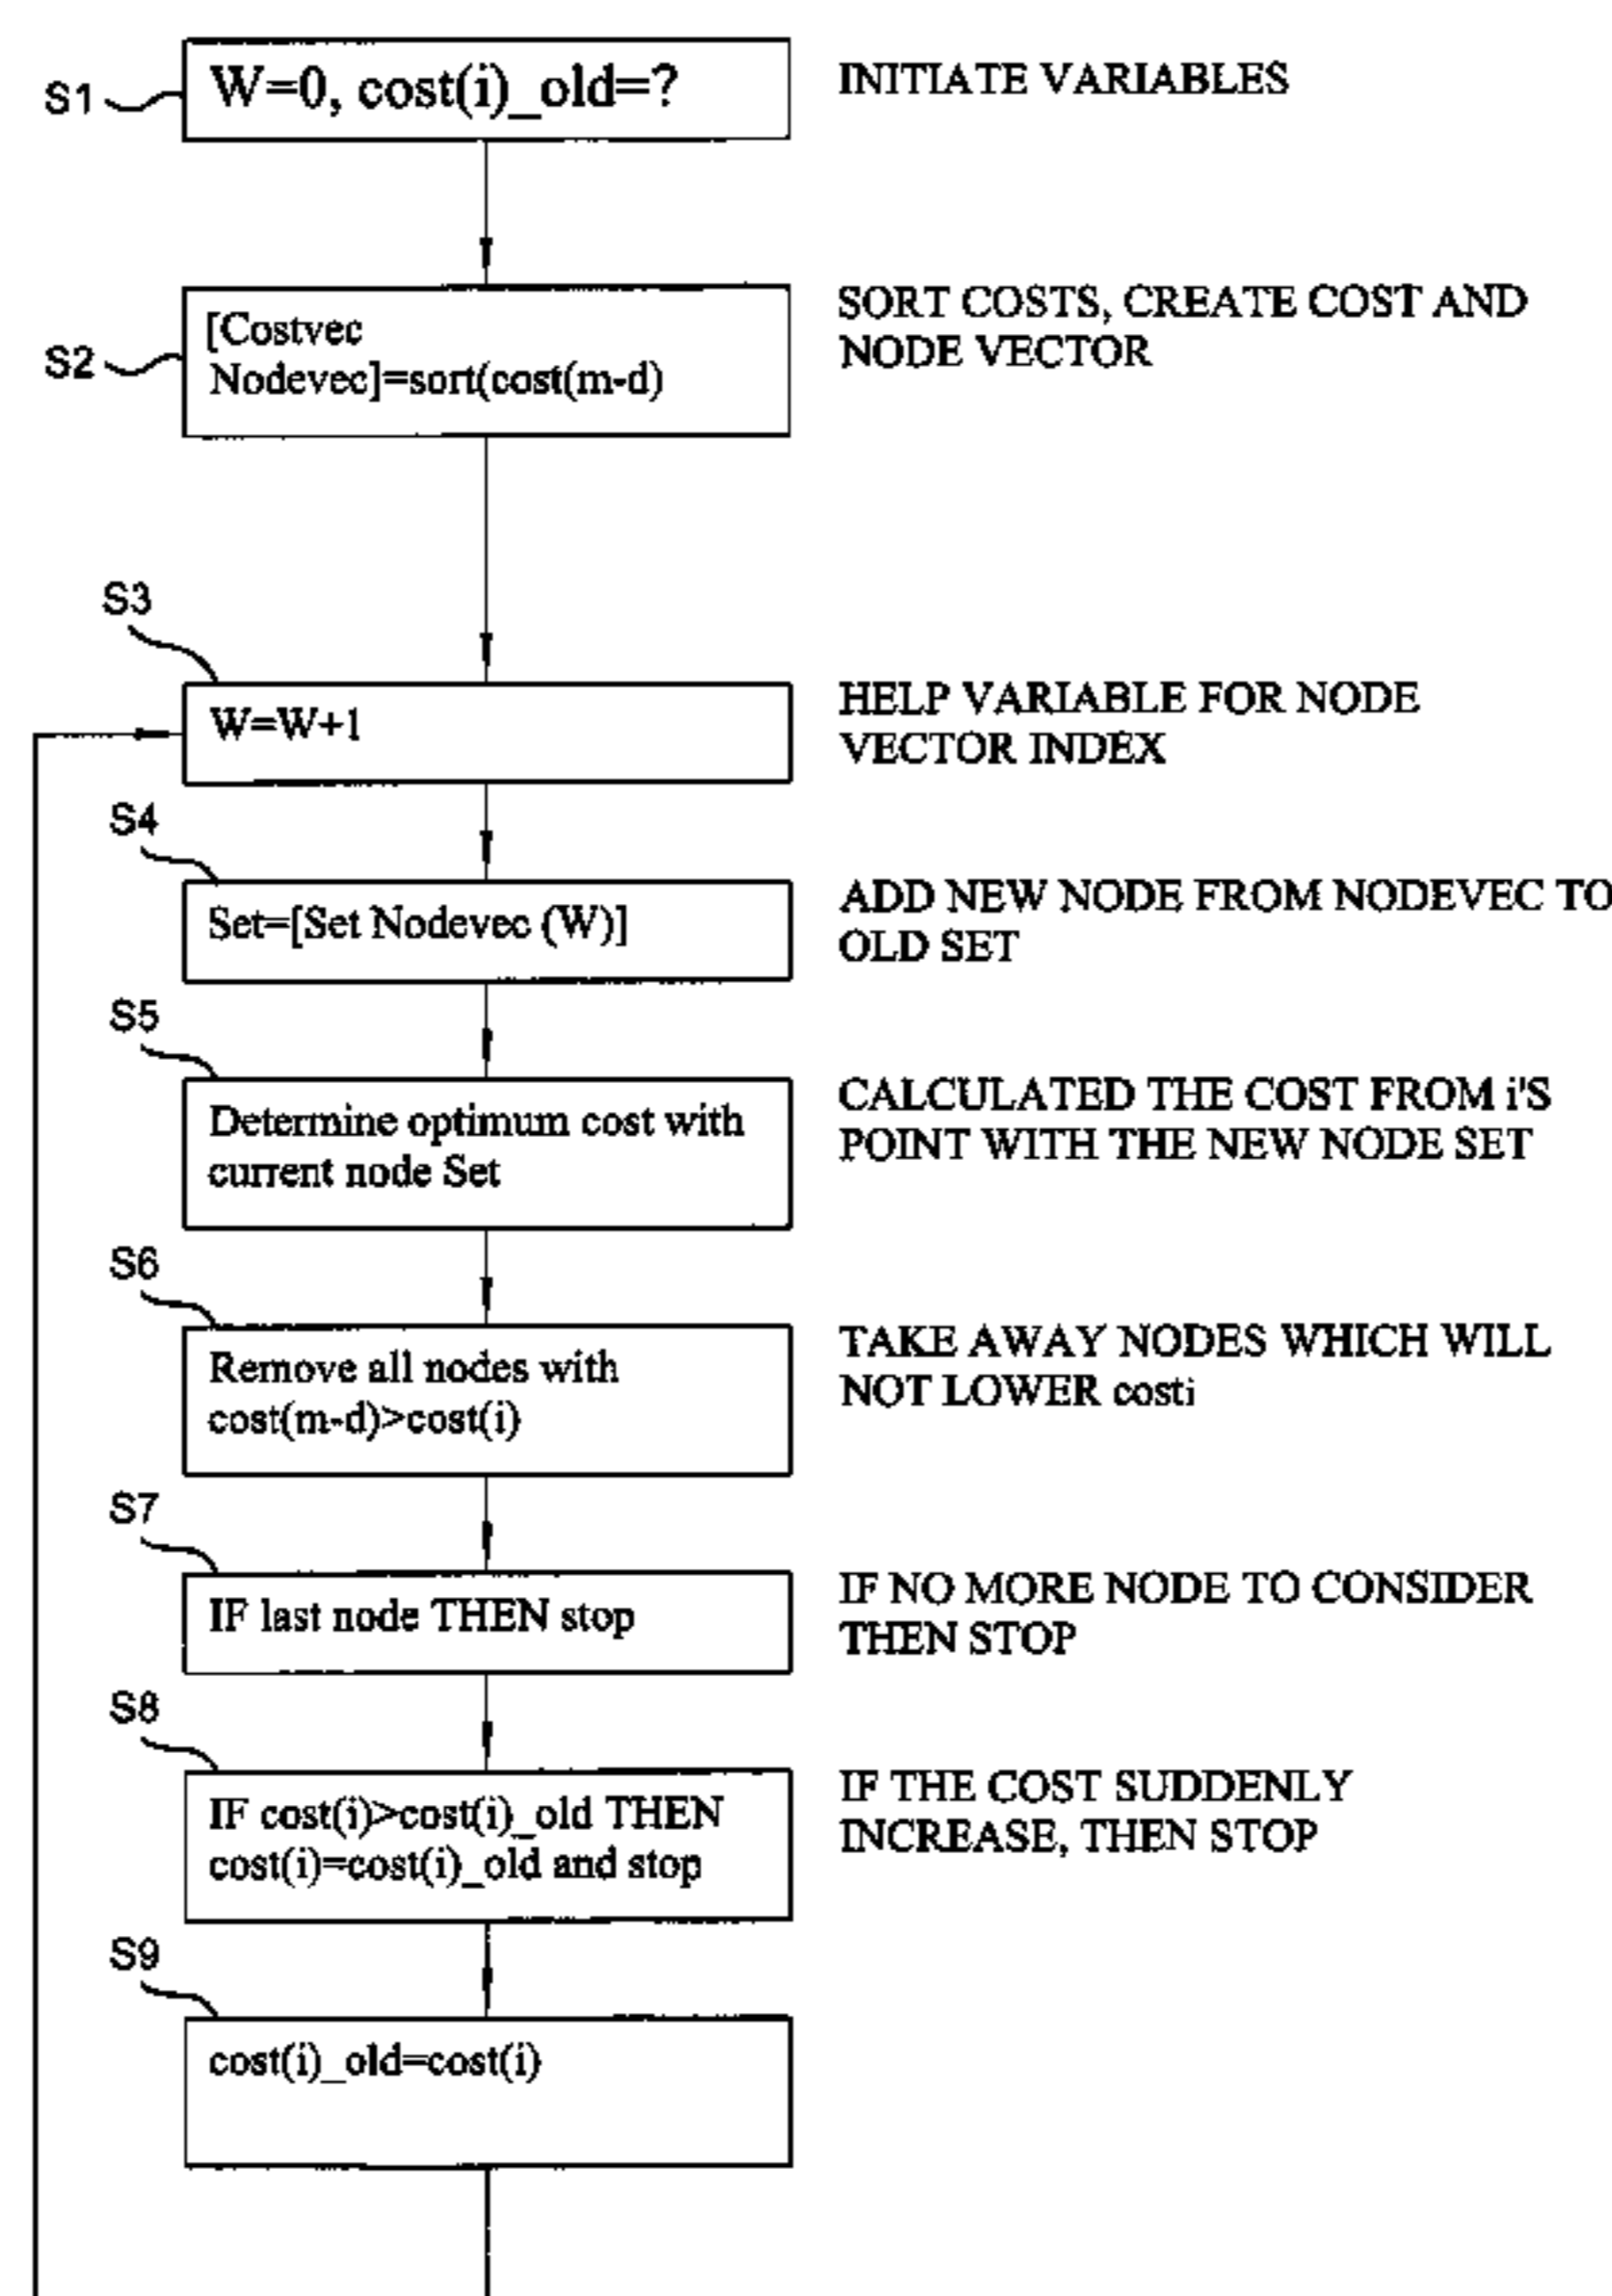 S1
W=0, cost(i)_old=?
INITIATE VARIABLES
S2
[Costvec
Nodevec]=sort(cost(m-d)
SORT COSTS, CREATE COST AND
NODE VECTOR
S3
W=W+1
HELP VARIABLE FOR NODE
VECTOR INDEX
S4
Set=[Set Nodevec (W)]
ADD NEW NODE FROM NODEVEC TO
OLD SET
S5
Determine optimum cost with
current node Set
CALCULATED THE COST FROM i'S
POINT WITH THE NEW NODE SET
S6
Remove all nodes with
cost(m-d)>cost(i)
TAKE AWAY NODES WHICH WILL
NOT LOWER costi
S7
IF last node THEN stop
IF NO MORE NODE TO CONSIDER
THEN STOP
S8
IF cost(i)>cost(i)_old THEN
cost(i)=cost(i)_old and stop
IF THE COST SUDDENLY
INCREASE, THEN STOP
S9
cost(i)_old=cost(i)